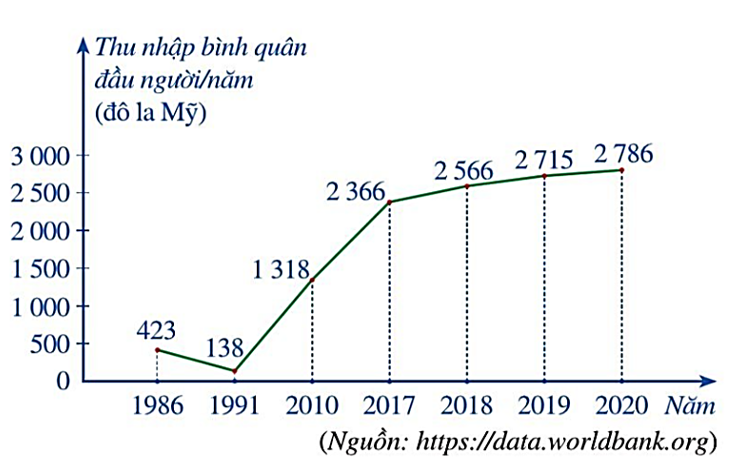 Thu nhập bình quân
đầu người/năm
(đô la Mỹ)
3 000
2 500
2 000
1 500
1 000
500
0
423
138
1 318
2 366
2 566
2 715
2 786
1986 1991 2010 2017 2018 2019 2020 Năm
(Nguồn: https://data.worldbank.org)